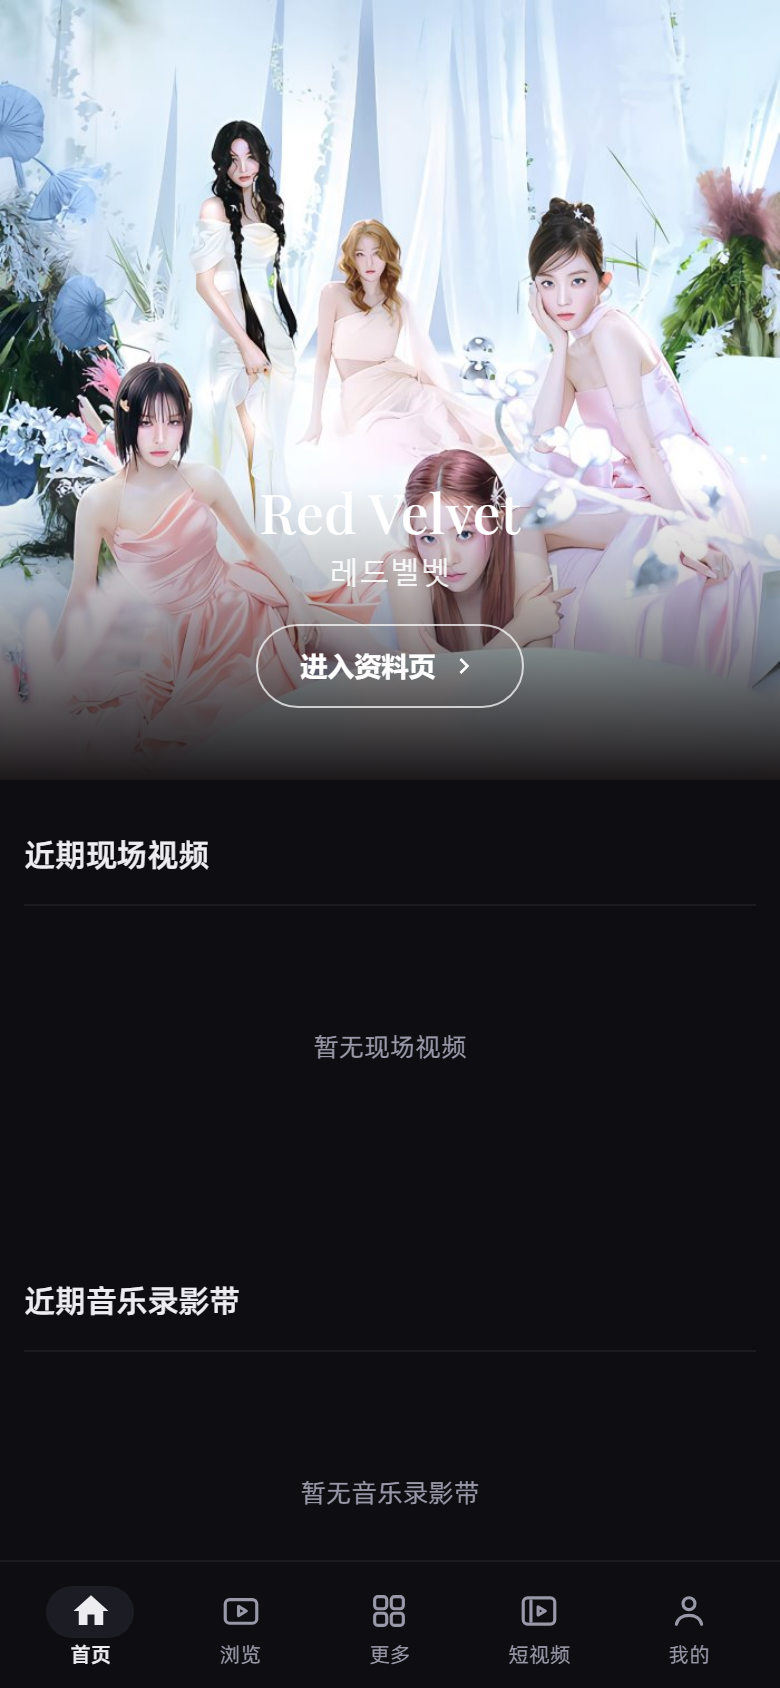 Red Velvet
레드벨벳
进入资料页
近期现场视频
暂无现场视频
近期音乐录影带
暂无音乐录影带
首页
浏览
更多
短视频
我的